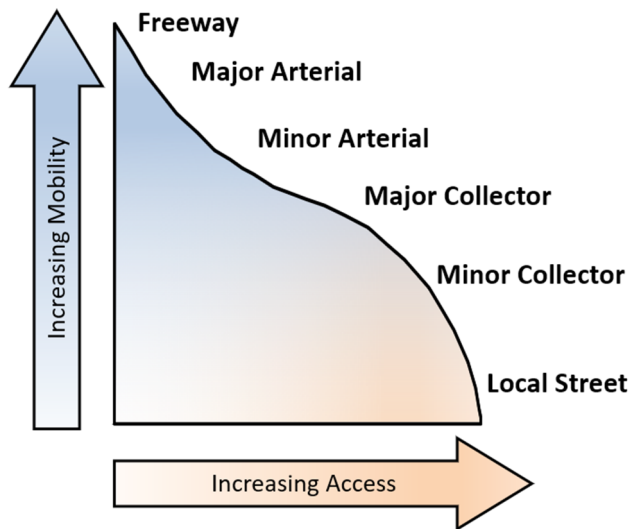 Freeway
Major Arterial
Minor Arterial
Major Collector
Minor Collector
Local Street
Increasing Mobility
Increasing Access